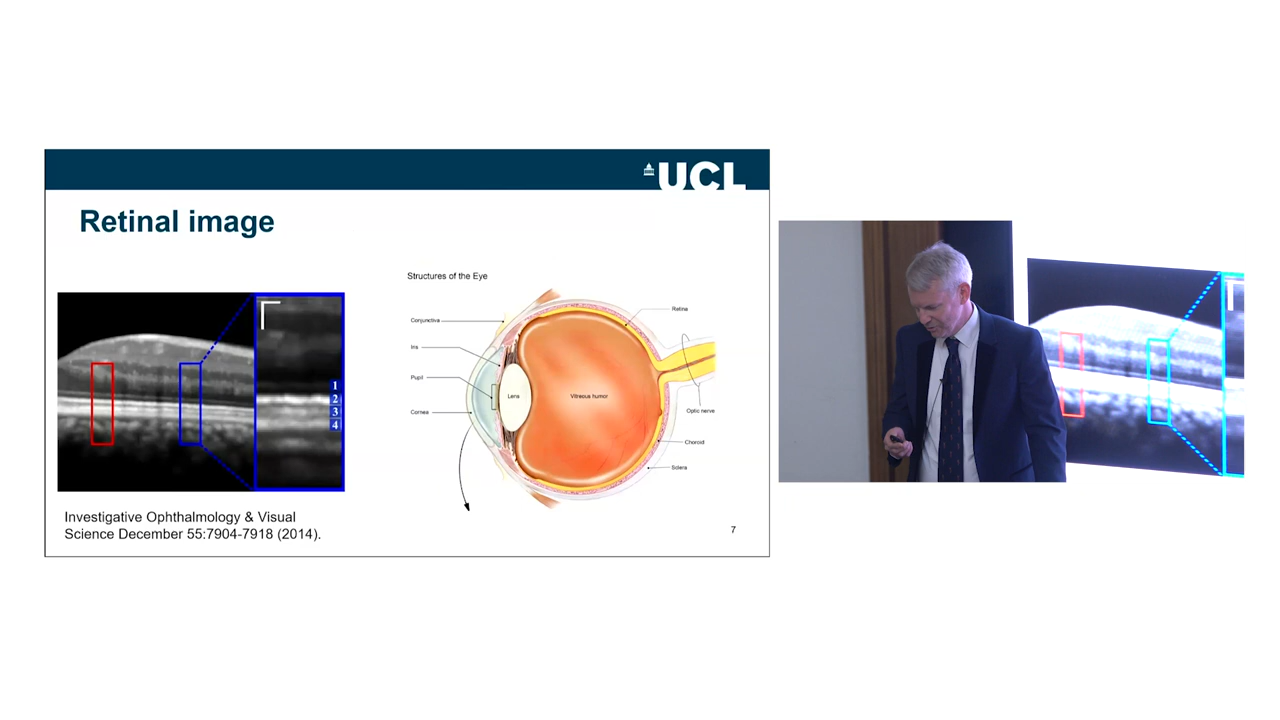 UCL
Retinal image
Structures of the Eye
Conjunctiva
Iris
Pupil
Cornea
Lens
Vitreous humor
Retina
Optic nerve
Choroid
Sclera
1
2
3
4
Investigative Ophthalmology & Visual
Science December 55:7904-7918 (2014).
7